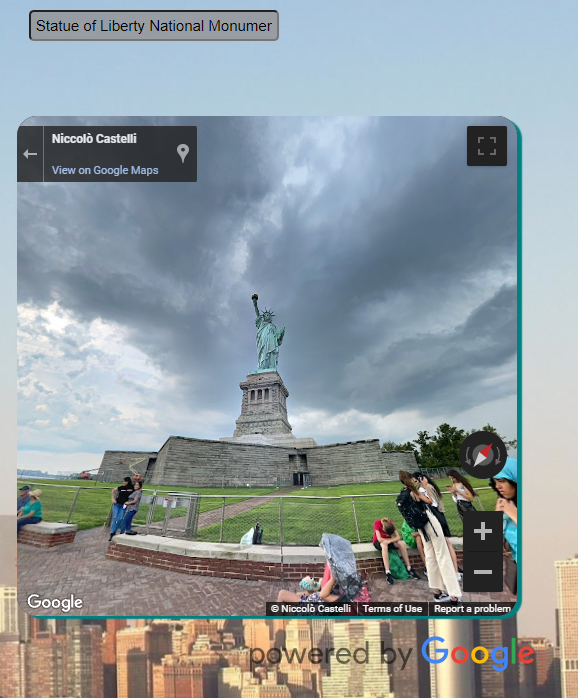 Statue of Liberty National Monumer
Niccolò Castelli
View on Google Maps
Google
© Niccolò Castelli
Terms of Use
Report a problem
powered by Google